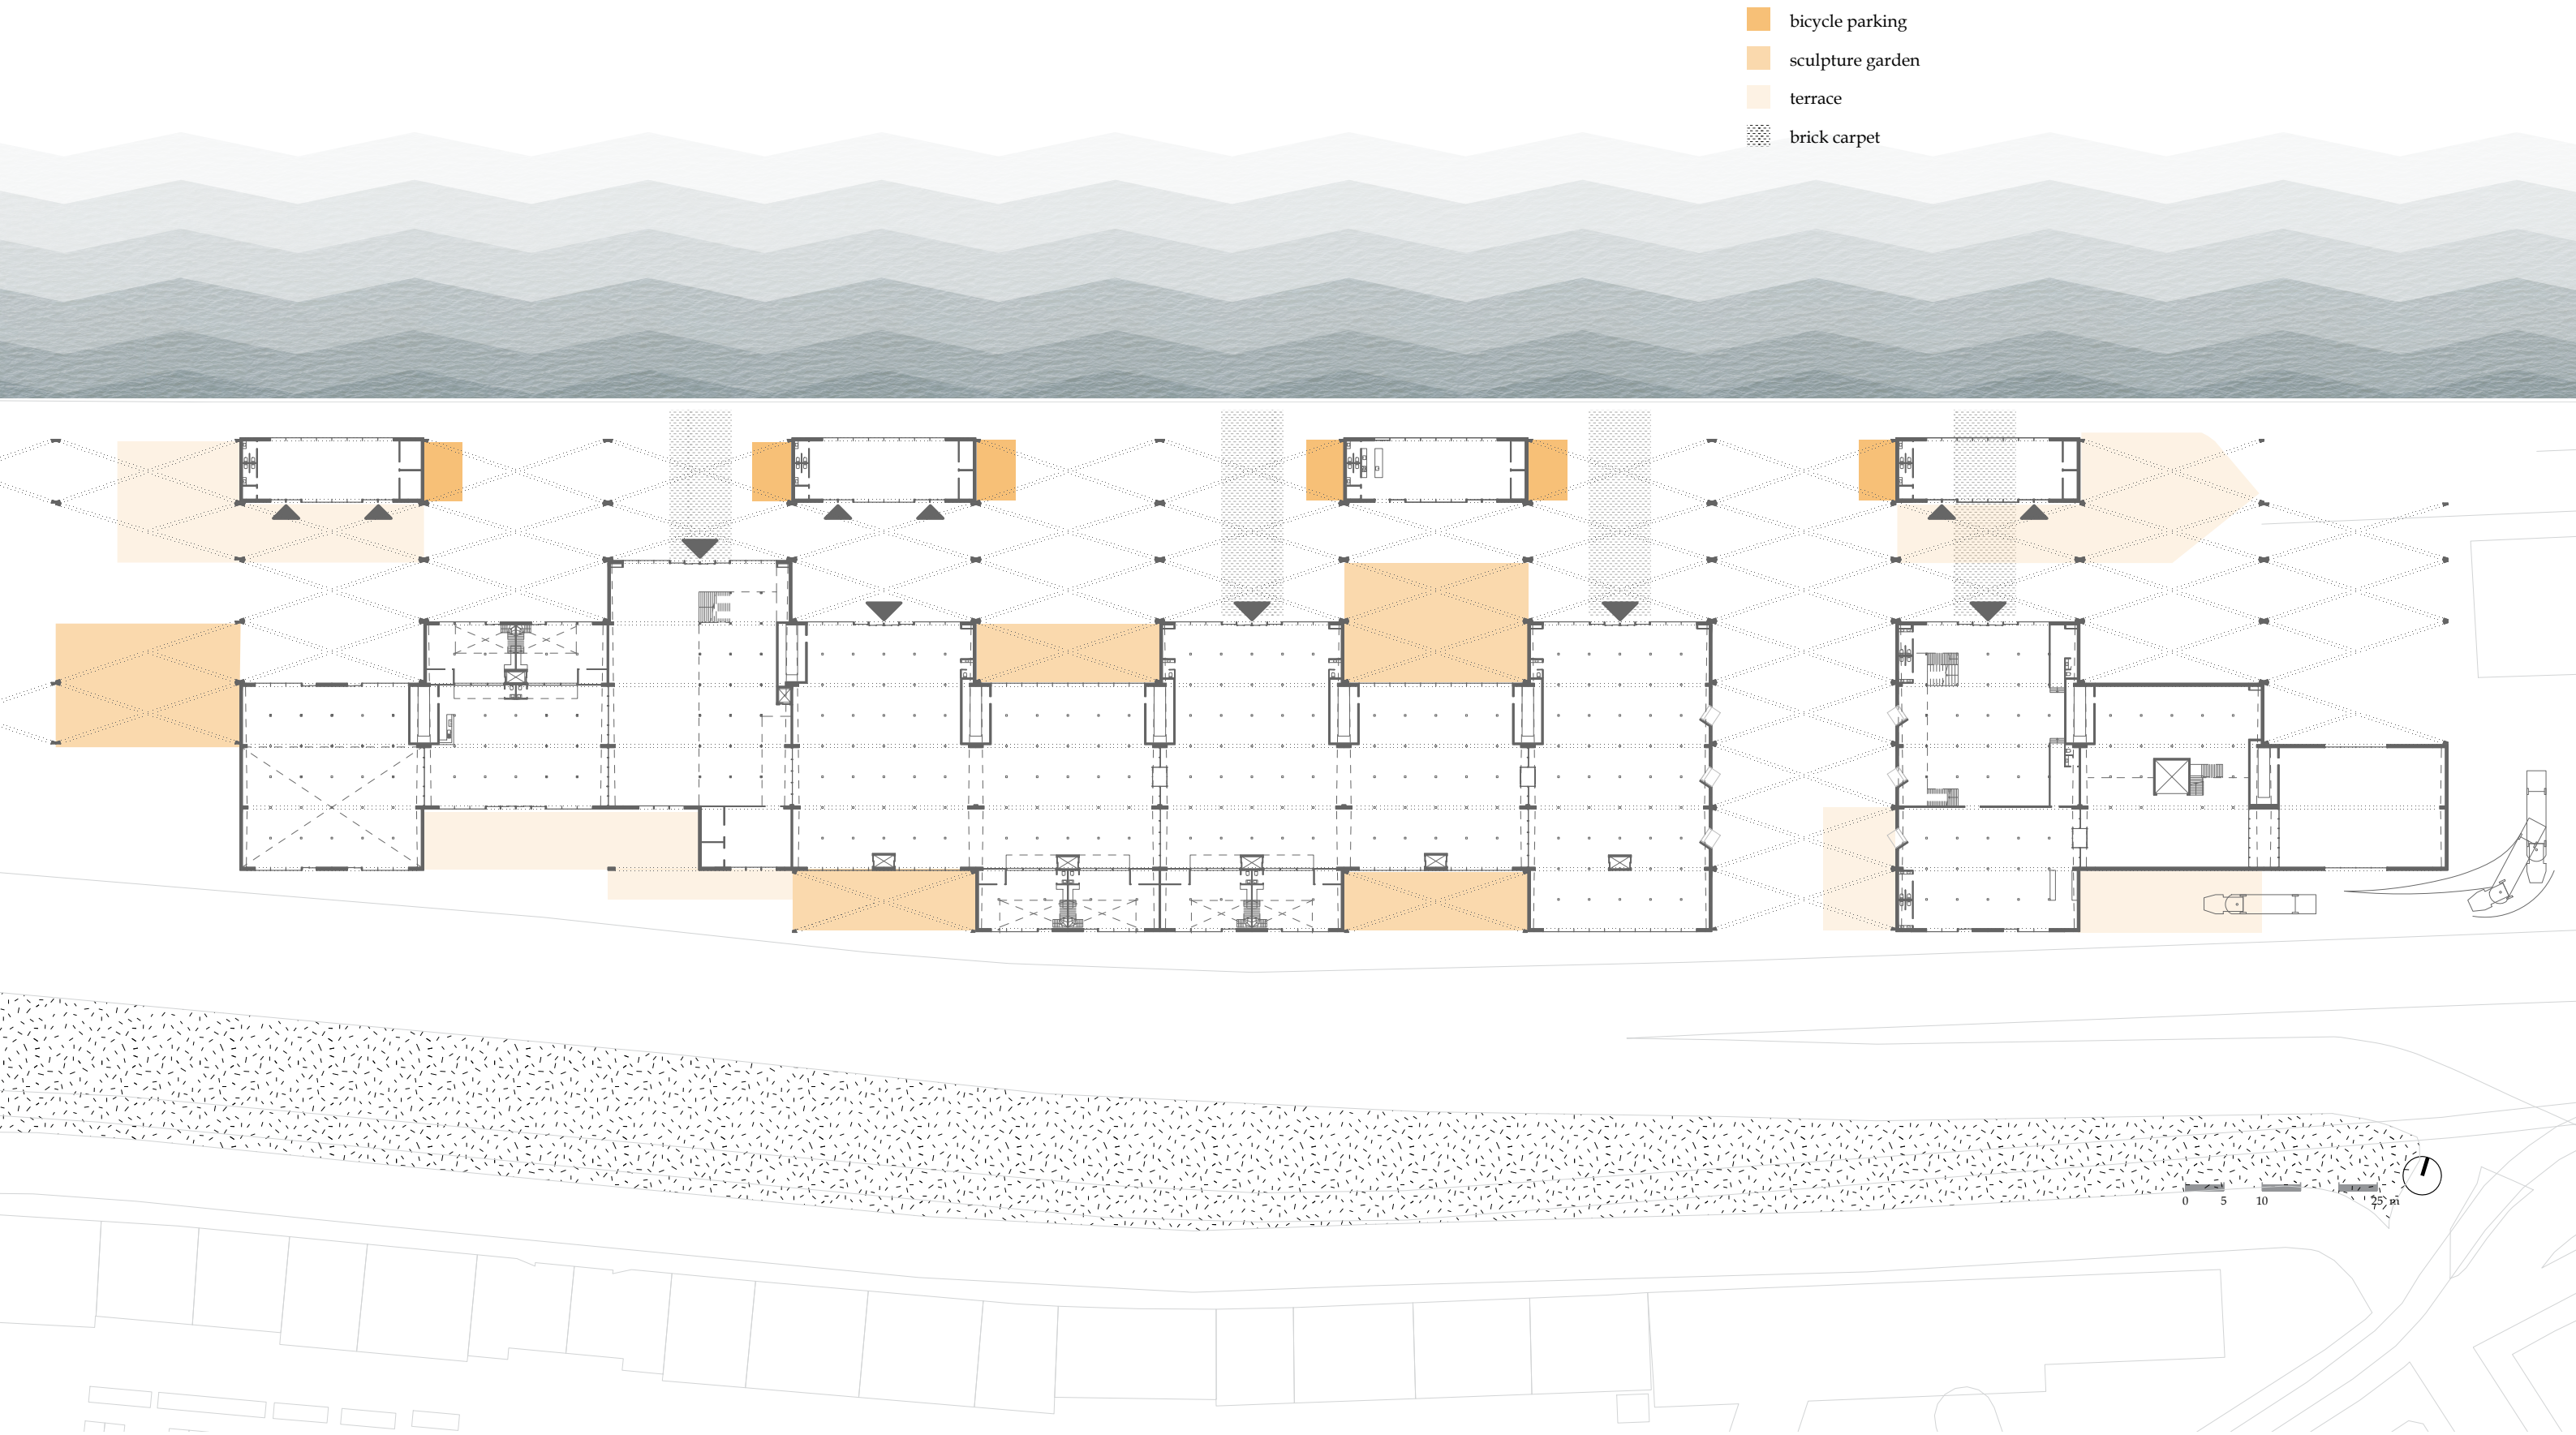 bicycle parking
sculpture garden
terrace
brick carpet
0 5 10 25 m